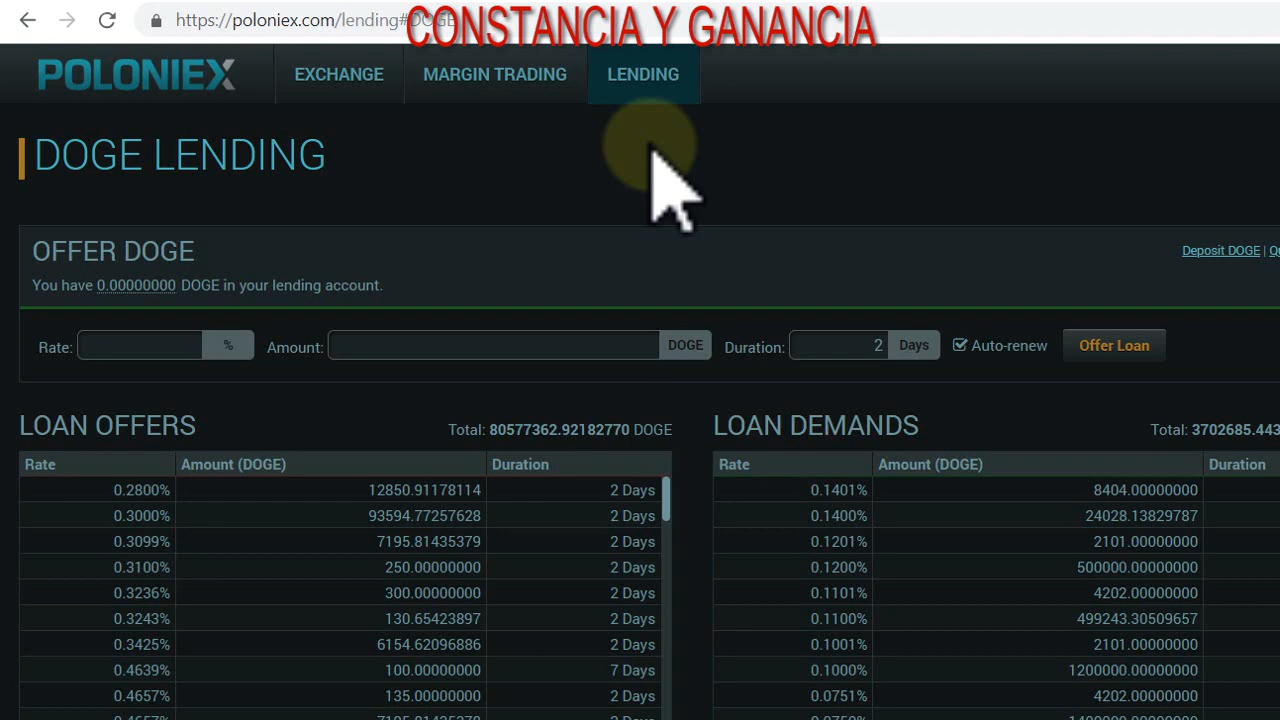 https://poloniex.com/lending#DOGE
CONSTANCIA Y GANANCIA
POLONIEX EXCHANGE MARGIN TRADING LENDING
DOGE LENDING
OFFER DOGE
Deposit DOGE |
You have 0.00000000 DOGE in your lending account.
Rate: % Amount: DOGE Duration: 2 Days Auto-renew Offer Loan
LOAN OFFERS Total: 80577362.92182770 DOGE
Rate Amount (DOGE) Duration
0.2800% 12850.91178114 2 Days
0.3000% 93594.77257628 2 Days
0.3099% 7195.81435379 2 Days
0.3100% 250.00000000 2 Days
0.3236% 300.00000000 2 Days
0.3243% 130.65423897 2 Days
0.3425% 6154.62096886 2 Days
0.4639% 100.00000000 7 Days
0.4657% 135.00000000 2 Days
LOAN DEMANDS Total: 3702685.443
Rate Amount (DOGE) Duration
0.1401% 8404.00000000
0.1400% 24028.13829787
0.1201% 2101.00000000
0.1200% 500000.00000000
0.1101% 4202.00000000
0.1100% 499243.30509657
0.1001% 2101.00000000
0.1000% 1200000.00000000
0.0751% 4202.00000000